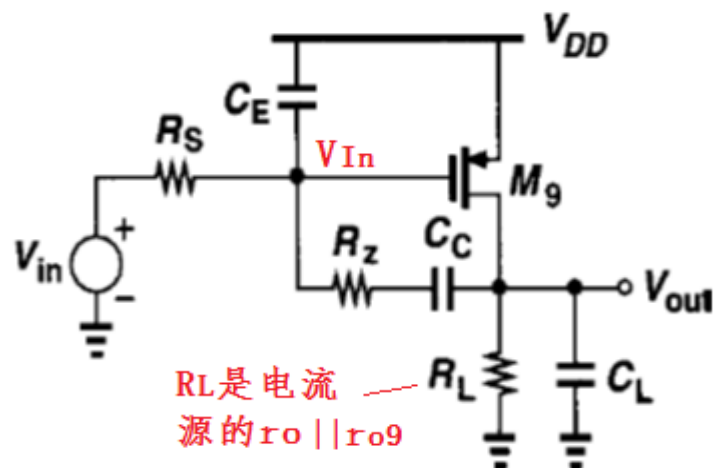 VDD
CE
RS
VIn
M9
Vin
+
-
Rz
CC
Vout
RL是电流
源的ro||ro9
RL
CL